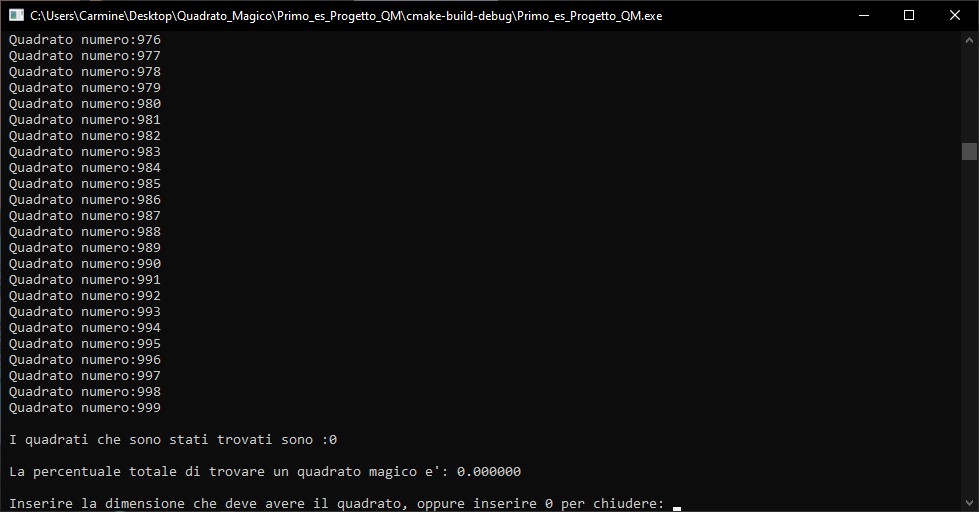 C:\Users\Carmine\Desktop\Quadrato_Magico\Primo_es_Progetto_QM\cmake-build-debug\Primo_es_Progetto_QM.exe
Quadrato numero:976
Quadrato numero:977
Quadrato numero:978
Quadrato numero:979
Quadrato numero:980
Quadrato numero:981
Quadrato numero:982
Quadrato numero:983
Quadrato numero:984
Quadrato numero:985
Quadrato numero:986
Quadrato numero:987
Quadrato numero:988
Quadrato numero:989
Quadrato numero:990
Quadrato numero:991
Quadrato numero:992
Quadrato numero:993
Quadrato numero:994
Quadrato numero:995
Quadrato numero:996
Quadrato numero:997
Quadrato numero:998
Quadrato numero:999
I quadrati che sono stati trovati sono :0
La percentuale totale di trovare un quadrato magico e': 0.000000
Inserire la dimensione che deve avere il quadrato, oppure inserire 0 per chiudere: